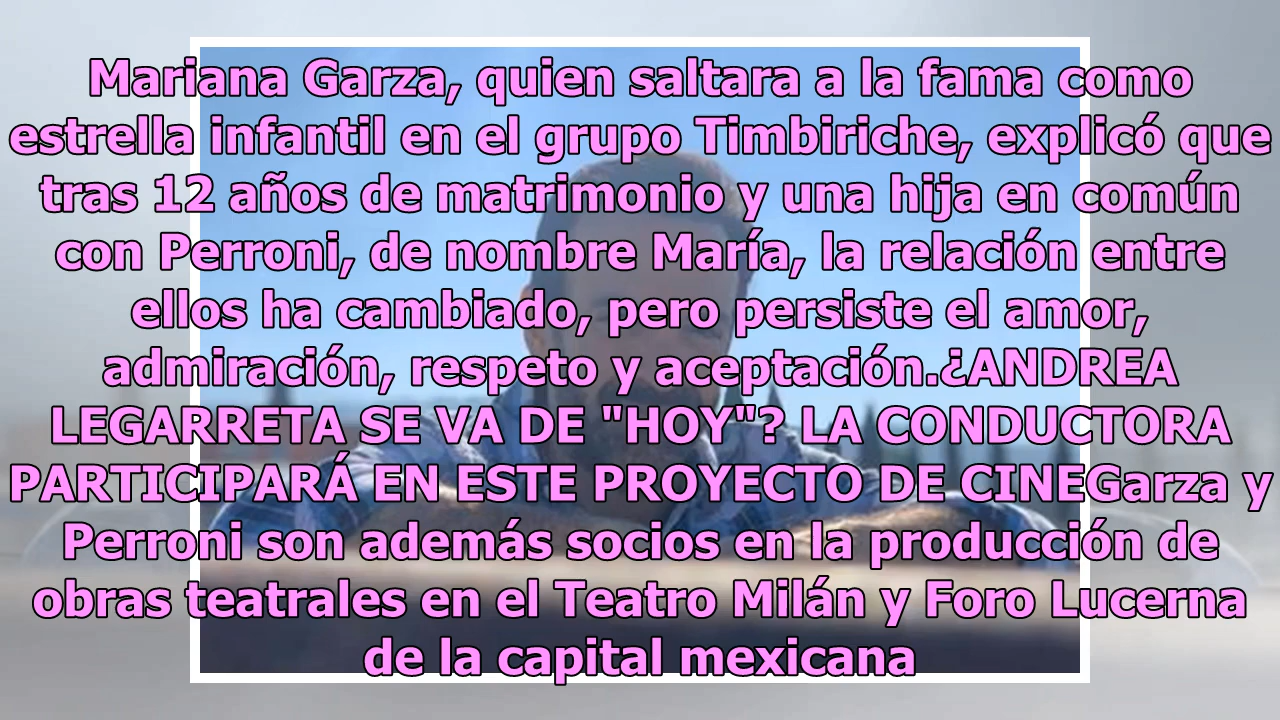 Mariana Garza, quien saltara a la fama como
estrella infantil en el grupo Timbiriche, explicó que
tras 12 años de matrimonio y una hija en común
con Perroni, de nombre María, la relación entre
ellos ha cambiado, pero persiste el amor,
admiración, respeto y aceptación.¿ANDREA
LEGARRETA SE VA DE "HOY"? LA CONDUCTORA
PARTICIPARÁ EN ESTE PROYECTO DE CINEGarza y
Perroni son además socios en la producción de
obras teatrales en el Teatro Milán y Foro Lucerna
de la capital mexicana